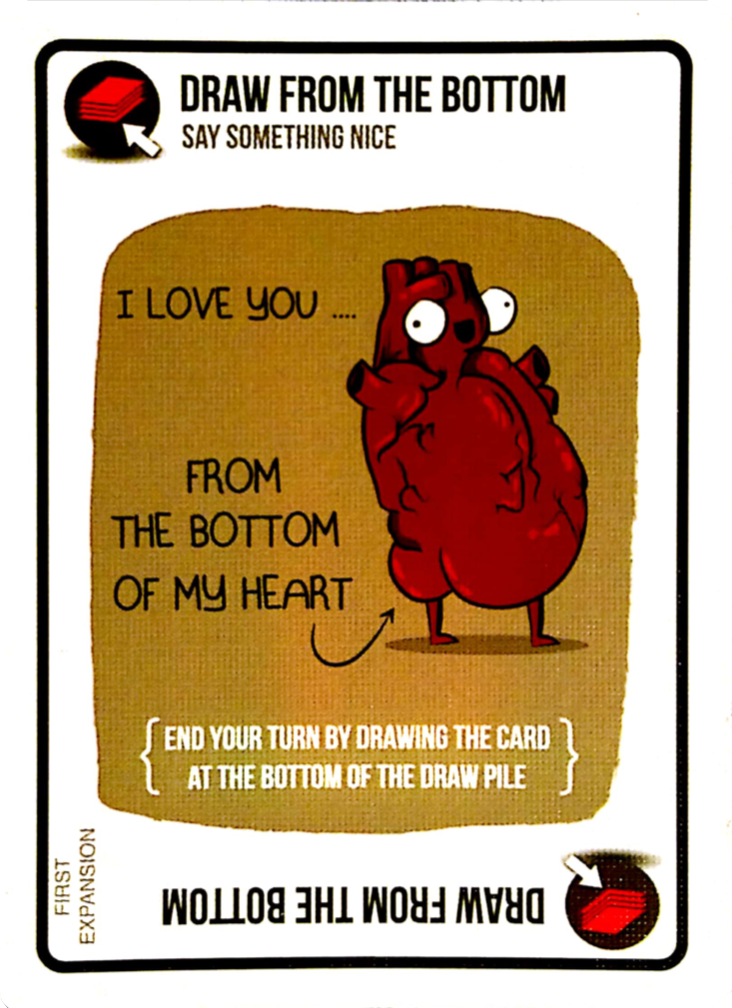 DRAW FROM THE BOTTOM
SAY SOMETHING NICE
I LOVE YOU ....
FROM
THE BOTTOM
OF MY HEART
END YOUR TURN BY DRAWING THE CARD
AT THE BOTTOM OF THE DRAW PILE
FIRST
EXPANSION
DRAW FROM THE BOTTOM